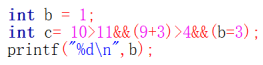 int b = 1;
int c= 10>11&&(9+3)>4&&(b=3);
printf("%d\n",b);